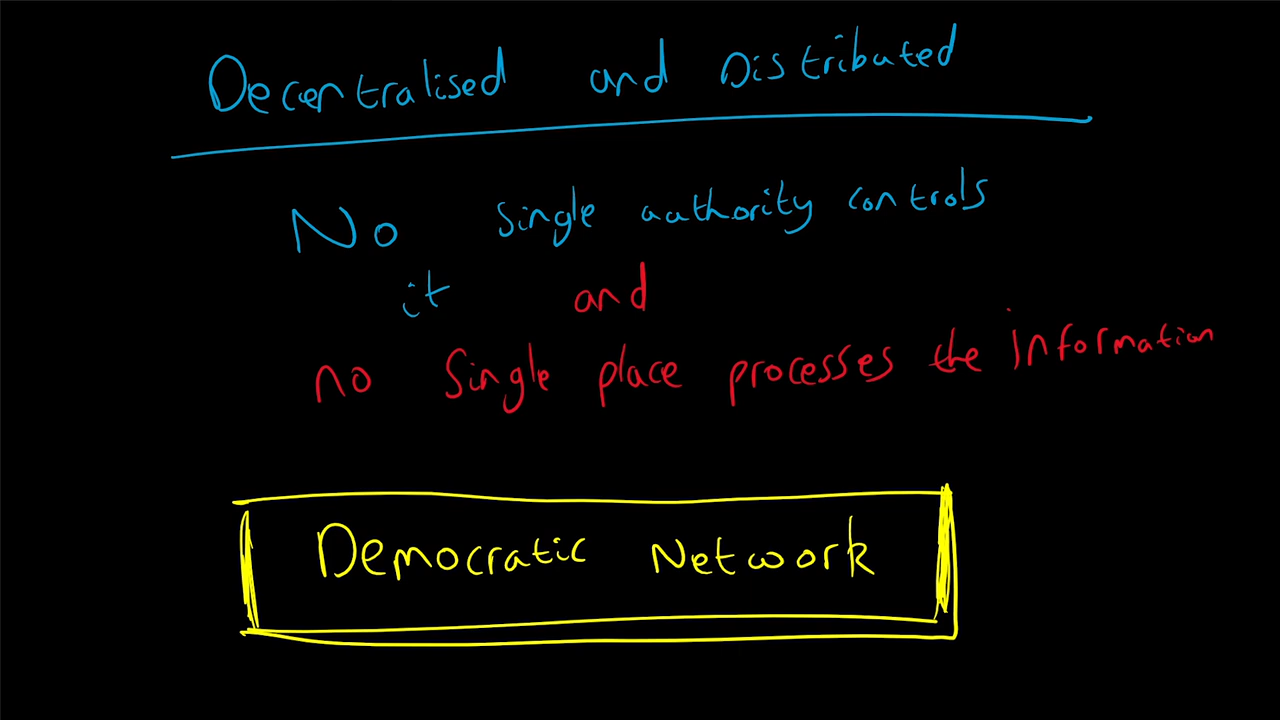 Decentralised and Distributed
No single authority controls
it and
no single place processes the information
Democratic Network